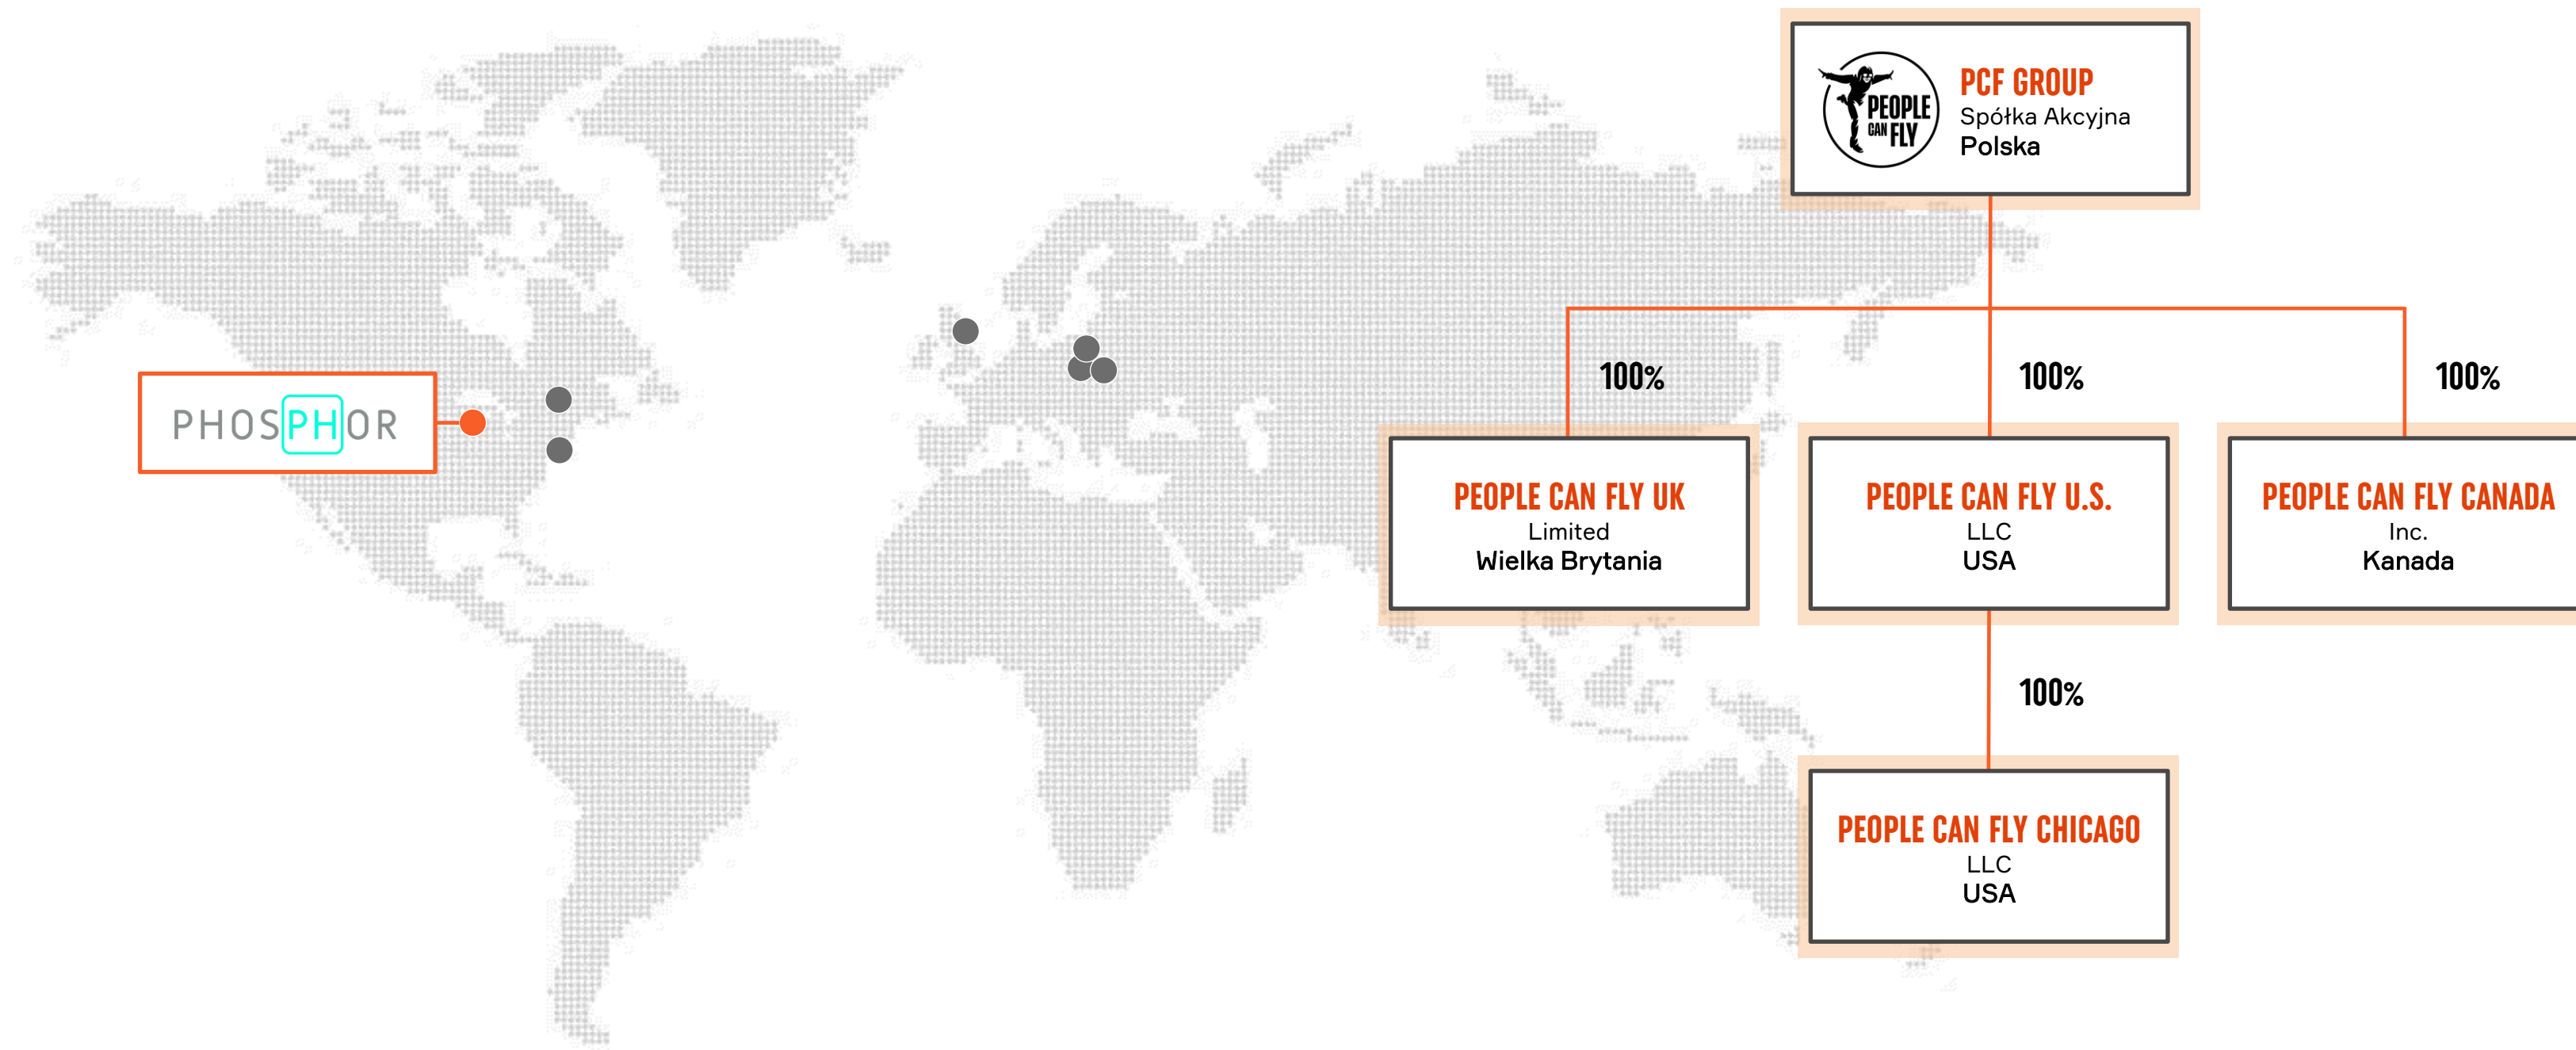 PEOPLE
CAN FLY
PCF GROUP
Spółka Akcyjna
Polska
PHOSPHOR
100%
100%
100%
PEOPLE CAN FLY UK
Limited
Wielka Brytania
PEOPLE CAN FLY U.S.
LLC
USA
PEOPLE CAN FLY CANADA
Inc.
Kanada
100%
PEOPLE CAN FLY CHICAGO
LLC
USA